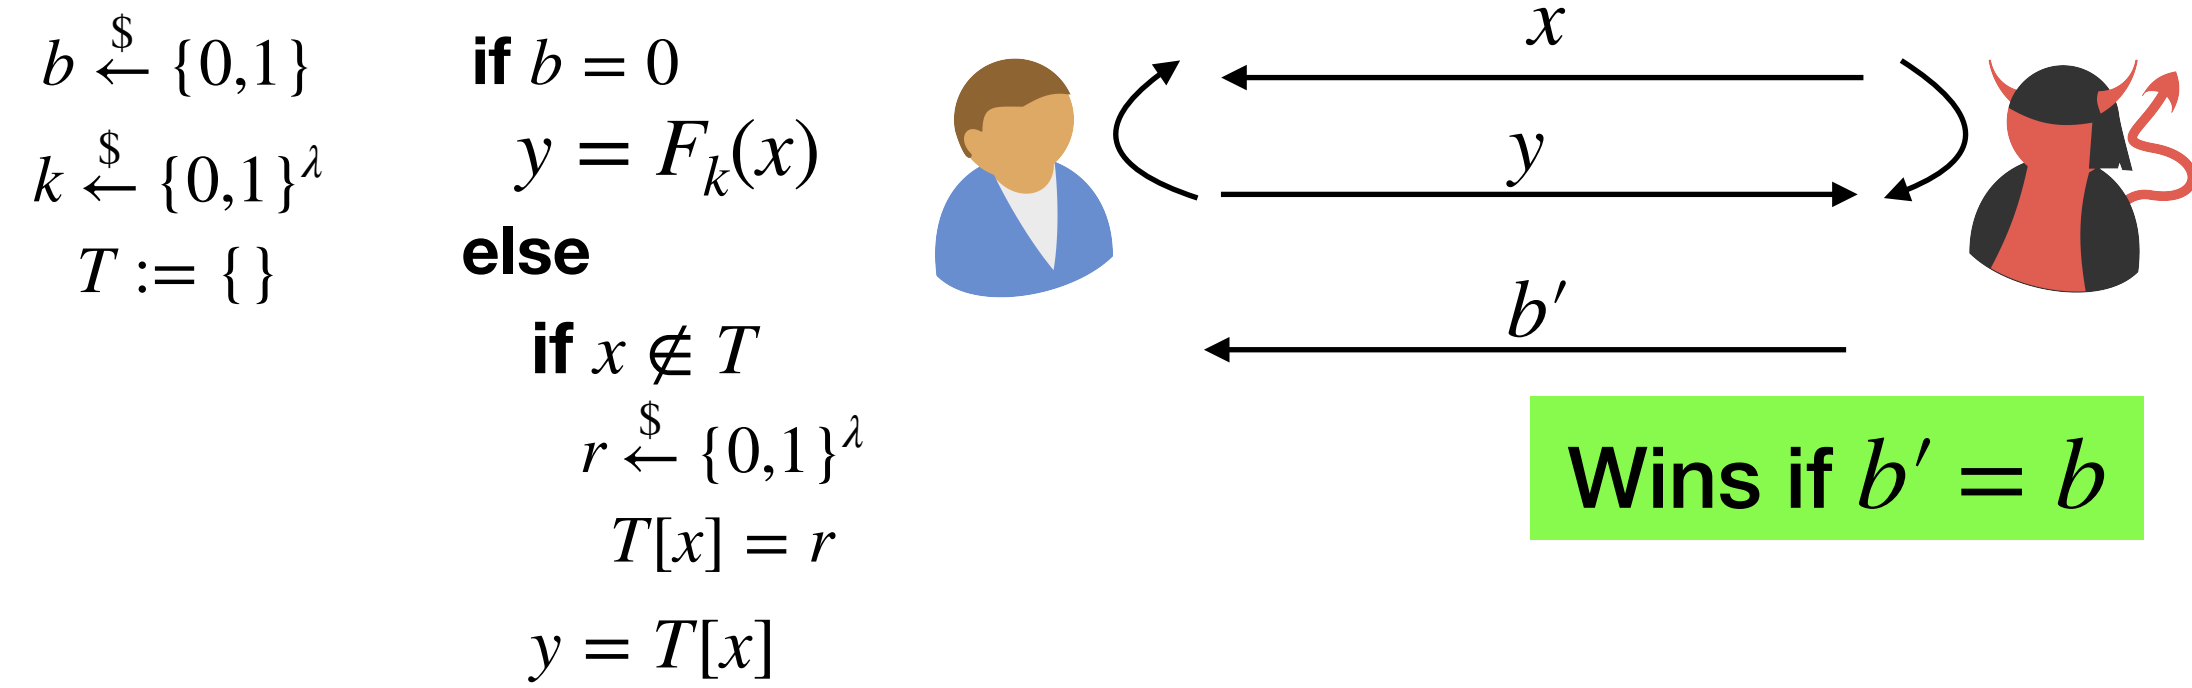 b $← {0,1}
k $← {0,1}^λ
T := {}
if b = 0
y = F_k(x)
else
if x ∉ T
r $← {0,1}^λ
T[x] = r
y = T[x]
x
y
b′
Wins if b′ = b